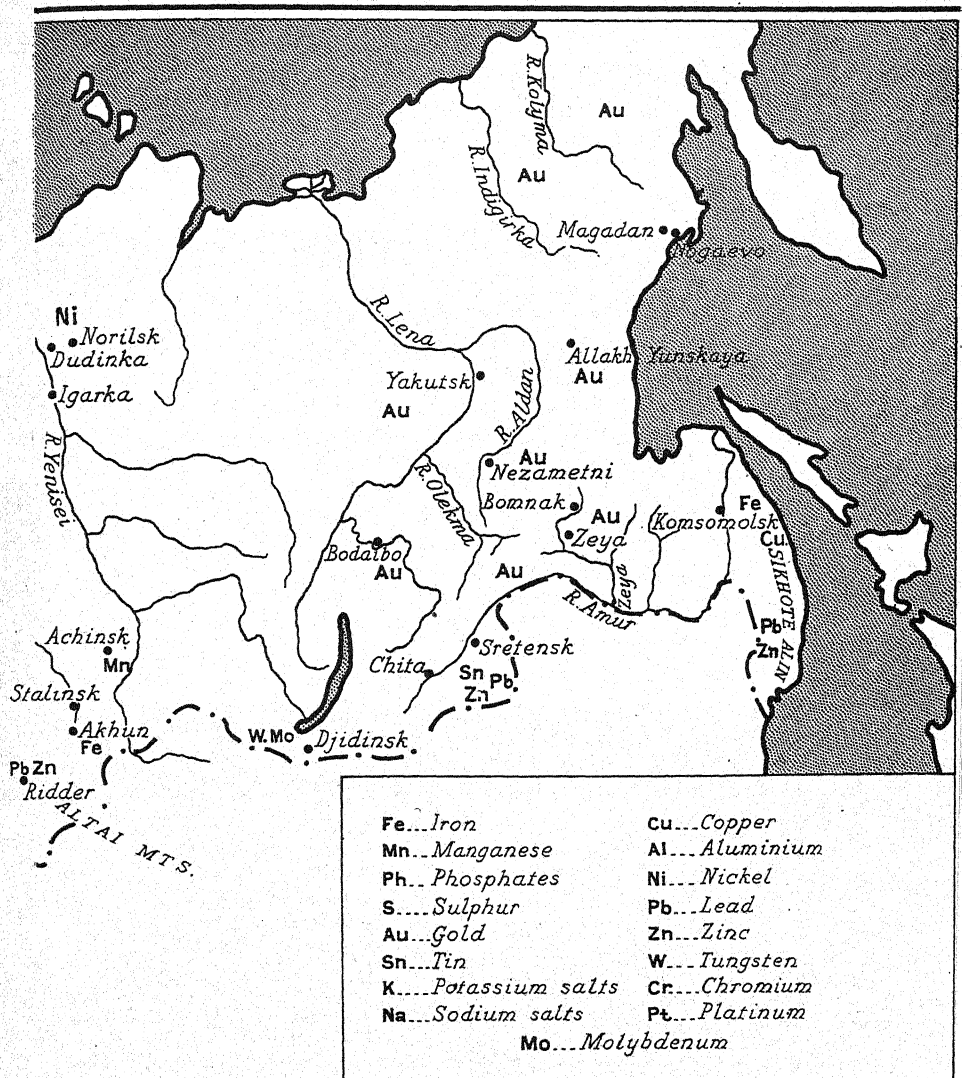 R. Kolyma
Au
R. Indigirka
Au
Magadan
Nogaevo
Ni
Norilsk
Dudinka
Igarka
R. Lena
Allakh Yunskaya
Au
Yakutsk
Au
R. Aldan
R. Yenisei
R. Olekma
Au
Nezametni
Bomnak
Au
Zeya
Zeya
Komsomolsk
Fe
Cu
SIKHOTE ALIN
Bodaibo
Au
Au
R. Amur
Pb
Zn
Achinsk
Mn
Chita
Sretensk
Sn
Zn Pb
Stalinsk
Akhun
Fe
W.Mo
Djidinsk
Pb Zn
Ridder
ALTAI MTS.
Fe...Iron
Mn..Manganese
Ph..Phosphates
S....Sulphur
Au...Gold
Sn...Tin
K....Potassium salts
Na...Sodium salts
Cu...Copper
Al...Aluminium
Ni...Nickel
Pb...Lead
Zn...Zinc
W...Tungsten
Cr....Chromium
Pt...Platinum
Mo...Molybdenum